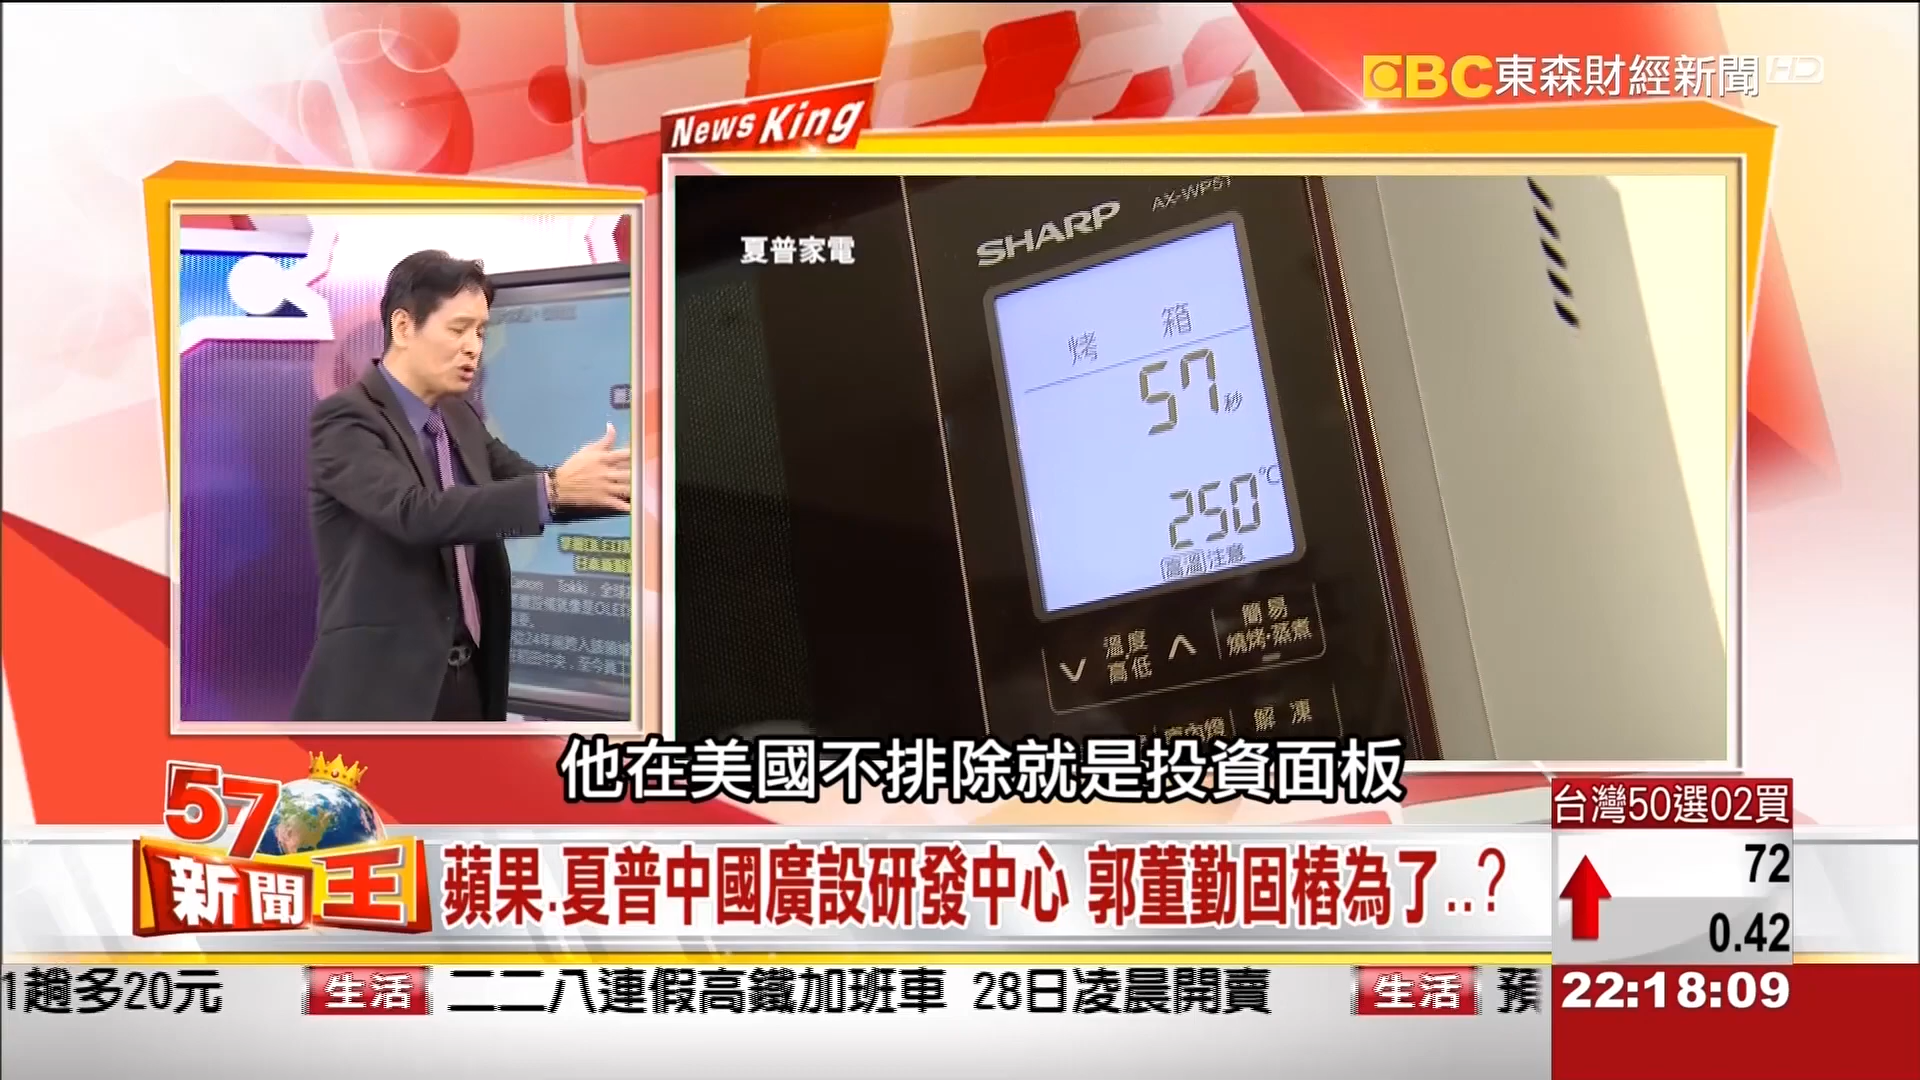 EBC東森財經新聞HD
News King
夏普家電
SHARP
烤 箱
57秒
250°C
高溫注意
溫度
高低
簡易
燒烤·蒸煮
解凍
他在美國不排除就是投資面板
57
新聞王
蘋果.夏普中國廣設研發中心 郭董勤固樁為了..?
台灣50選02買
72
0.42
1趟多20元
生活
二二八連假高鐵加班車 28日凌晨開賣
生活
22:18:09